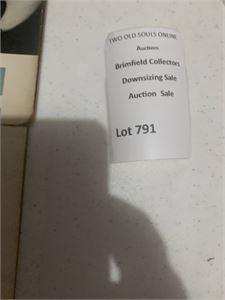 TWO OLD SOULS ONLINE
Auctions
Brimfield Collectors
Downsizing Sale
Auction Sale
Lot 791